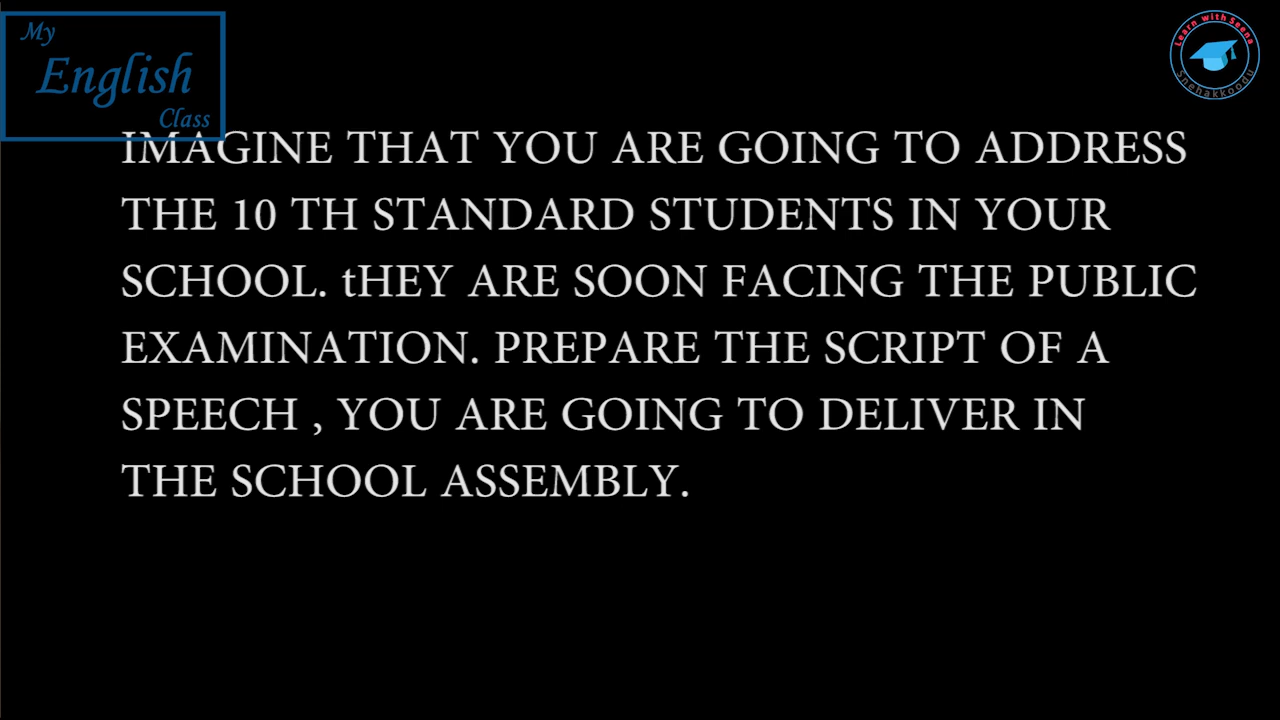 My
English
Class
Learn with Seena
Snehakkoodu
IMAGINE THAT YOU ARE GOING TO ADDRESS
THE 10 TH STANDARD STUDENTS IN YOUR
SCHOOL. tHEY ARE SOON FACING THE PUBLIC
EXAMINATION. PREPARE THE SCRIPT OF A
SPEECH , YOU ARE GOING TO DELIVER IN
THE SCHOOL ASSEMBLY.